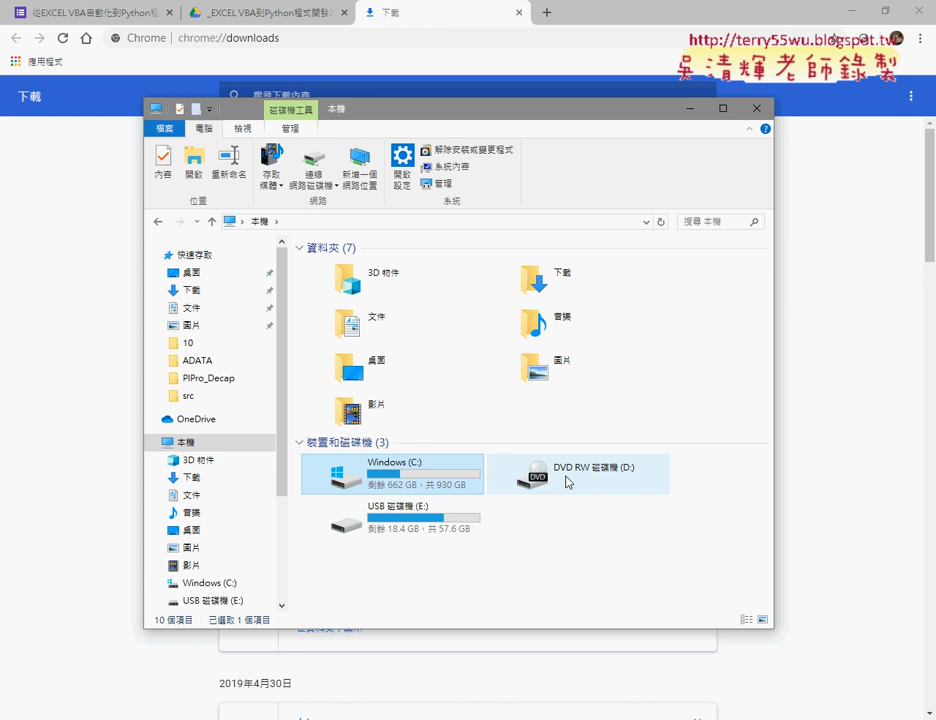 從EXCEL VBA自動化到Python程
_EXCEL VBA到Python程式開發
下載
Chrome chrome://downloads
http://terry55wu.blogspot.tw
吳清輝老師錄製
應用程式
下載
搜尋下載內容
磁碟機工具
本機
檔案
電腦
檢視
管理
內容
開啟
重新命名
存取
媒體
連線
網路磁碟機
新增一個
網路位置
開啟
設定
解除安裝或變更程式
系統內容
管理
位置
網路
系統
本機
搜尋 本機
快速存取
桌面
下載
文件
圖片
10
ADATA
PIPro_Decap
src
OneDrive
本機
3D 物件
下載
文件
音樂
桌面
圖片
影片
Windows (C:)
USB 磁碟機 (E:)
資料夾 (7)
3D 物件
下載
文件
音樂
桌面
圖片
影片
裝置和磁碟機 (3)
Windows (C:)
剩餘 662 GB，共 930 GB
DVD RW 磁碟機 (D:)
USB 磁碟機 (E:)
剩餘 18.4 GB，共 57.6 GB
10 個項目
已選取 1 個項目
2019年4月30日